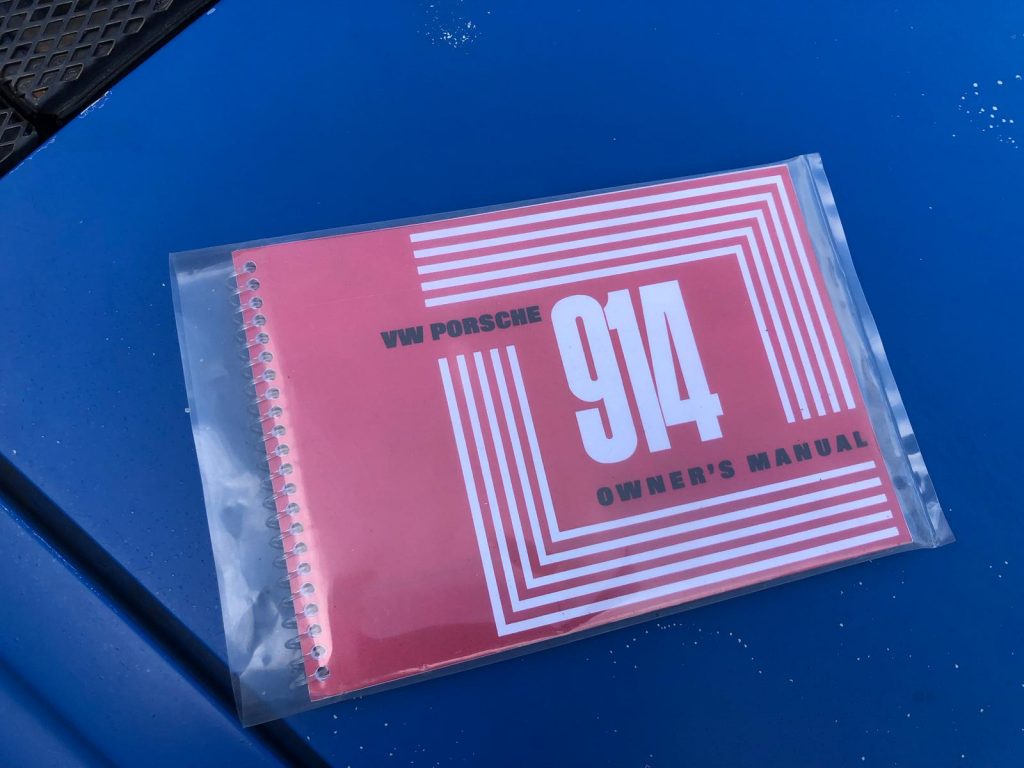 VW PORSCHE
914
OWNER'S MANUAL